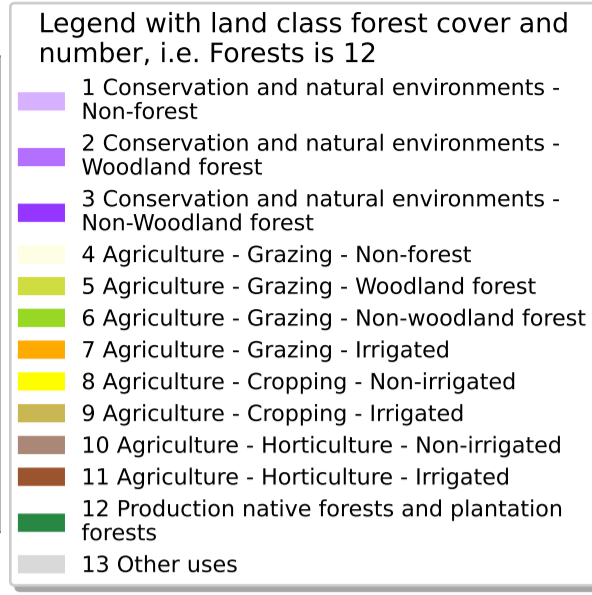 Legend with land class forest cover and
number, i.e. Forests is 12
1 Conservation and natural environments -
Non-forest
2 Conservation and natural environments -
Woodland forest
3 Conservation and natural environments -
Non-Woodland forest
4 Agriculture - Grazing - Non-forest
5 Agriculture - Grazing - Woodland forest
6 Agriculture - Grazing - Non-woodland forest
7 Agriculture - Grazing - Irrigated
8 Agriculture - Cropping - Non-irrigated
9 Agriculture - Cropping - Irrigated
10 Agriculture - Horticulture - Non-irrigated
11 Agriculture - Horticulture - Irrigated
12 Production native forests and plantation
forests
13 Other uses